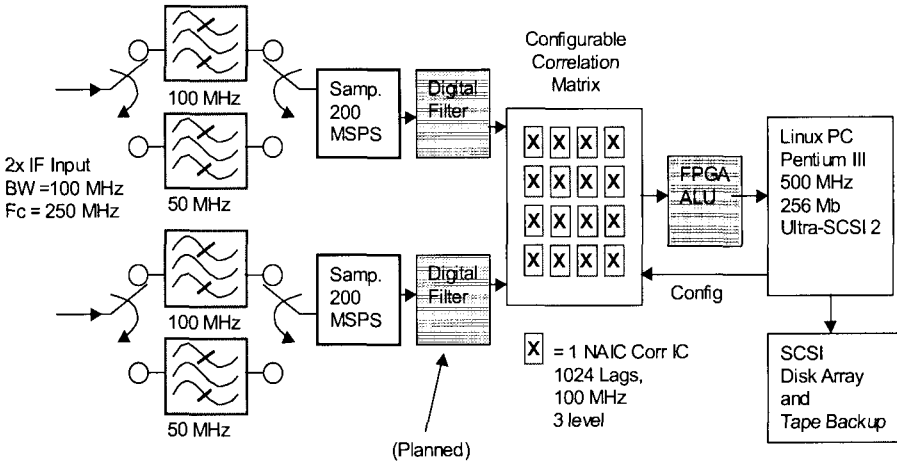 Configurable
Correlation
Matrix
100 MHz
Samp.
200
MSPS
Digital
Filter
2x IF Input
BW =100 MHz
Fc = 250 MHz
50 MHz
X X X X
X X X X
X X X X
X X X X
FPGA
ALU
Linux PC
Pentium III
500 MHz
256 Mb
Ultra-SCSI 2
100 MHz
Samp.
200
MSPS
Digital
Filter
Config
50 MHz
X = 1 NAIC Corr IC
1024 Lags,
100 MHz
3 level
SCSI
Disk Array
and
Tape Backup
(Planned)